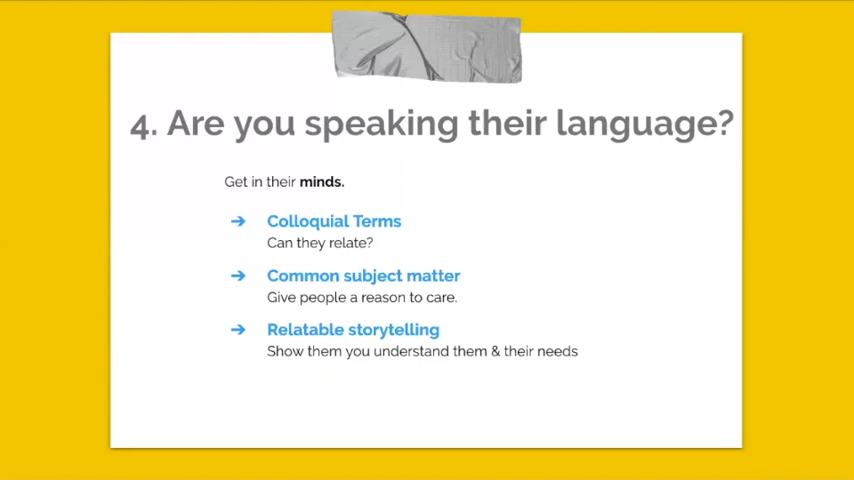 4. Are you speaking their language?
Get in their minds.
➔ Colloquial Terms
Can they relate?
➔ Common subject matter
Give people a reason to care.
➔ Relatable storytelling
Show them you understand them & their needs